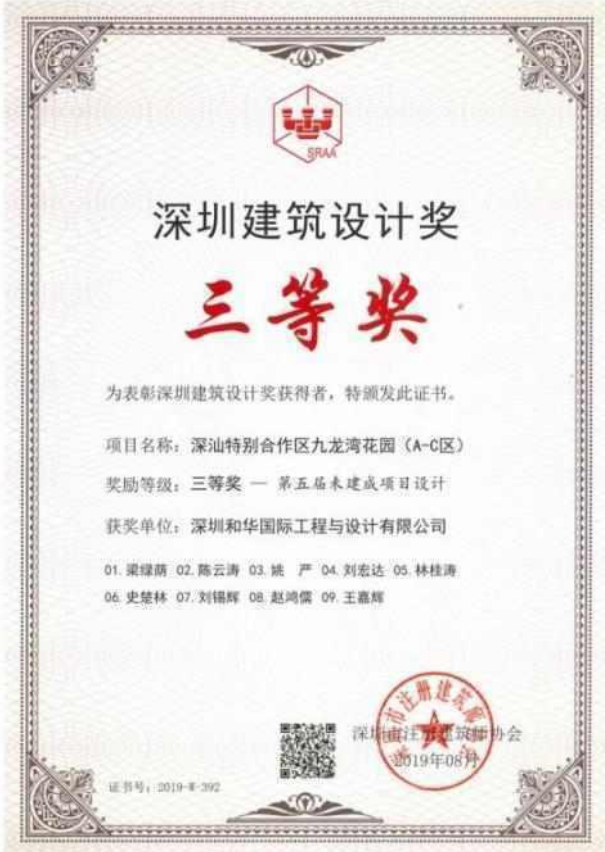 SRAA
深圳建筑设计奖
三等奖
为表彰深圳建筑设计奖获得者，特颁发此证书。
项目名称：深汕特别合作区九龙湾花园（A-C区）
奖励等级：三等奖 — 第五届未建成项目设计
获奖单位：深圳和华国际工程与设计有限公司
01.梁绿荫 02.陈云涛 03.姚 严 04.刘宏达 05.林桂涛
06.史楚林 07.刘锡辉 08.赵鸿儒 09.王嘉辉
深圳市注册建筑师协会
2019年08月
证书号：2019-W-392